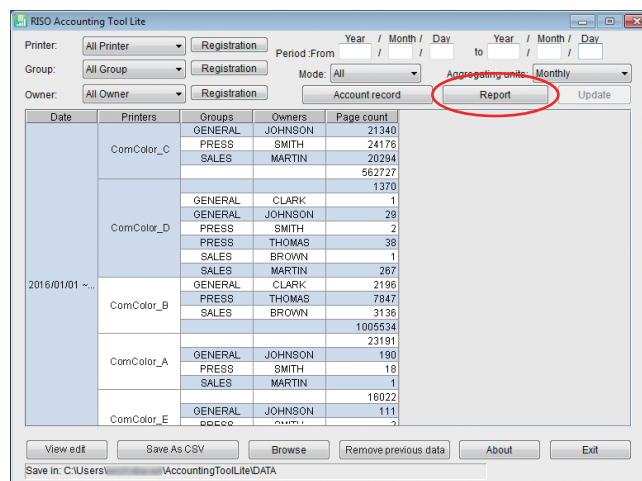 RISO Accounting Tool Lite
Year / Month / Day Year / Month / Day
Printer: All Printer Registration Period :From / / to / /
Group: All Group Registration Mode: All Aggregating units: Monthly
Owner: All Owner Registration Account record Report Update
Date Printers Groups Owners Page count
GENERAL JOHNSON 21340
ComColor_C PRESS SMITH 24176
SALES MARTIN 20294
562727
1370
GENERAL CLARK 1
GENERAL JOHNSON 29
ComColor_D PRESS SMITH 2
PRESS THOMAS 38
SALES BROWN 1
SALES MARTIN 267
2016/01/01 ~... GENERAL CLARK 2196
ComColor_B PRESS THOMAS 7847
SALES BROWN 3136
1005534
23191
ComColor_A GENERAL JOHNSON 190
PRESS SMITH 18
SALES MARTIN 1
16022
ComColor_E GENERAL JOHNSON 111
PRESS SMITH 2
View edit Save As CSV Browse Remove previous data About Exit
Save in: C:\Users\ \AccountingToolLite\DATA